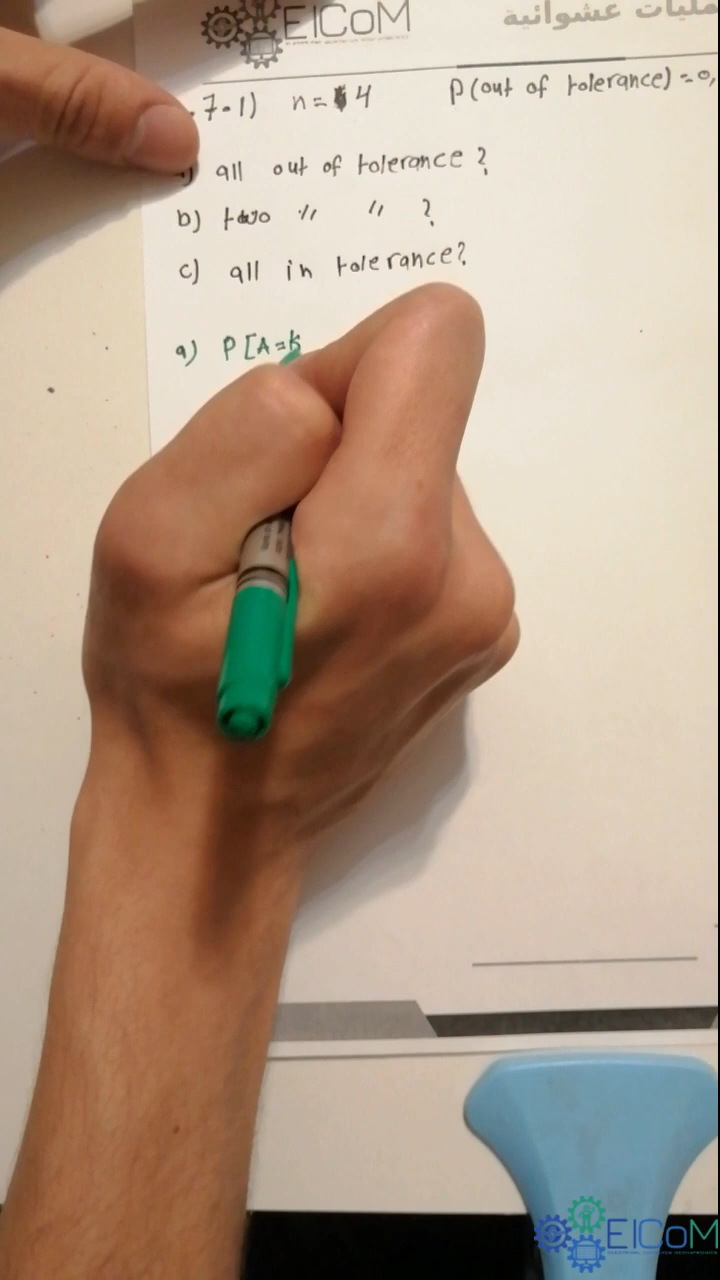 EICoM
عمليات عشوائية
.7-1) n= 4 P(out of tolerance) = 0,
a) all out of tolerance ?
b) two " " ?
c) all in tolerance?
a) P[A=k
EICoM